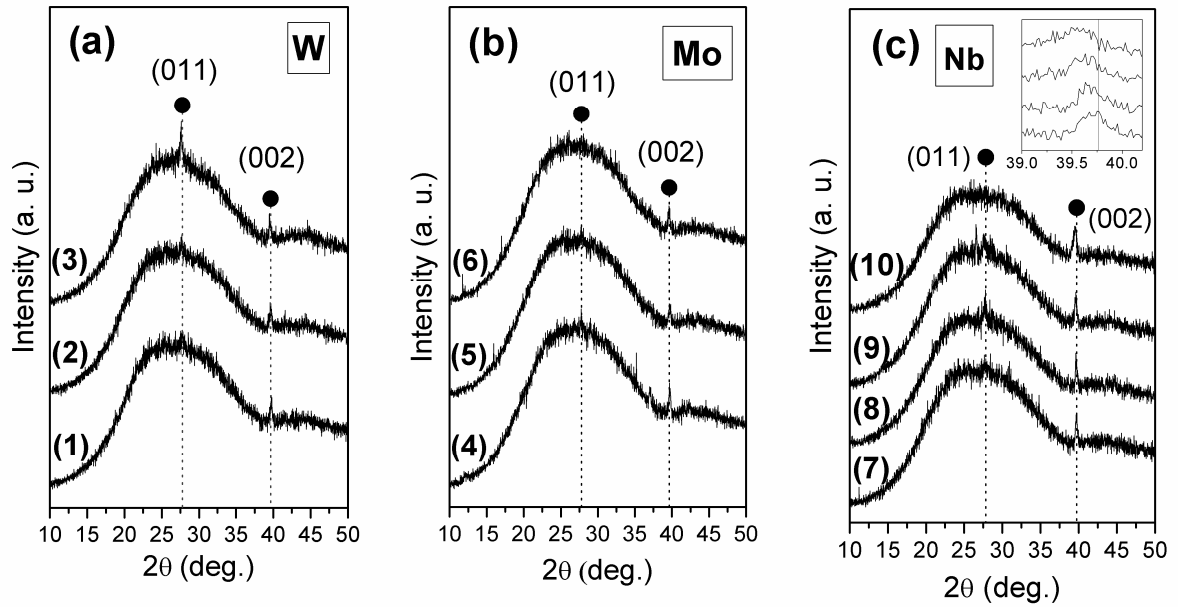 (a)
W
(011)
(002)
(3)
(2)
(1)
Intensity (a. u.)
10 15 20 25 30 35 40 45 50
2θ (deg.)
(b)
Mo
(011)
(002)
(6)
(5)
(4)
Intensity (a. u.)
10 15 20 25 30 35 40 45 50
2θ (deg.)
(c)
Nb
39.0 39.5 40.0
(011)
(002)
(10)
(9)
(8)
(7)
Intensity (a. u.)
10 15 20 25 30 35 40 45 50
2θ (deg.)